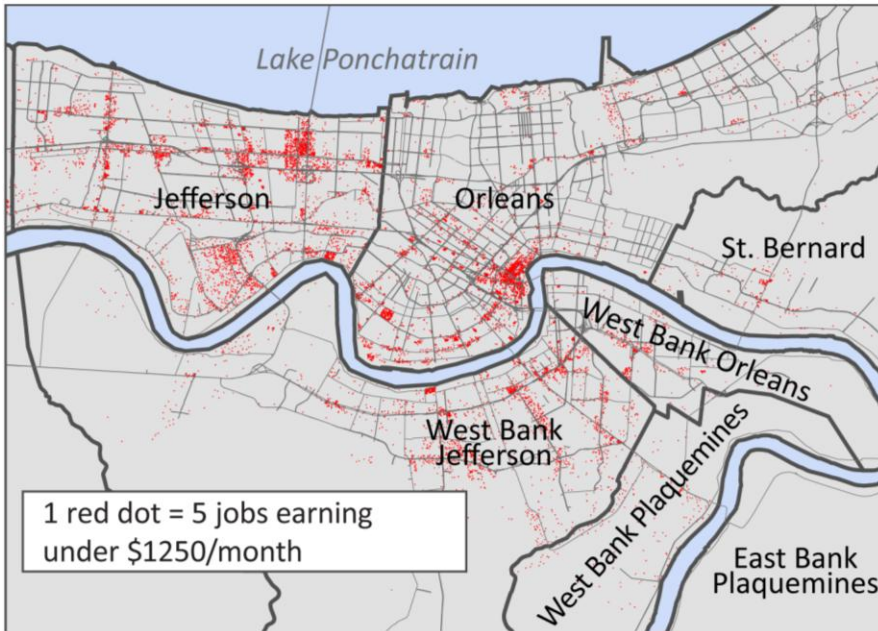 Lake Ponchatrain
Jefferson
Orleans
St. Bernard
West Bank
Orleans
West Bank
Jefferson
West Bank Plaquemines
East Bank
Plaquemines
1 red dot = 5 jobs earning
under $1250/month